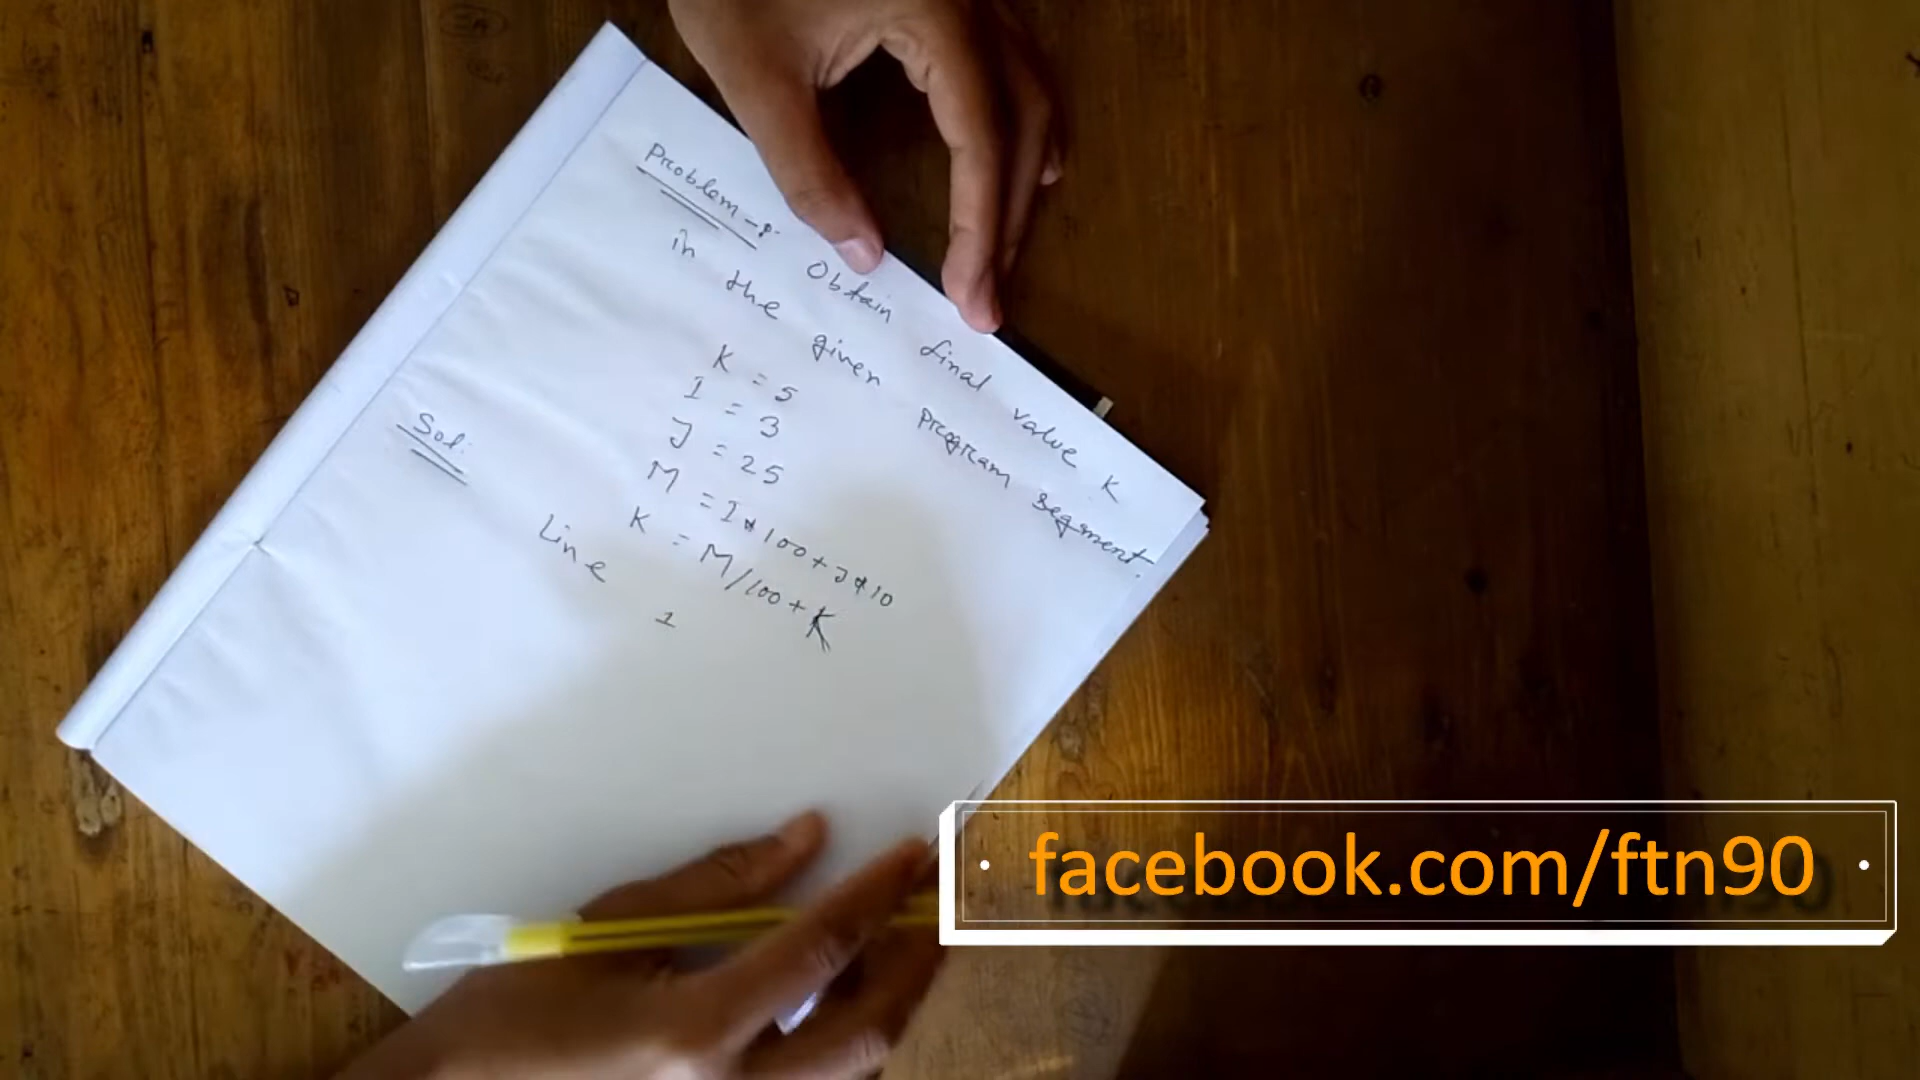 Problem-:
Obtain final value K
in the given program segment.
K = 5
I = 3
J = 25
M = I * 100 + J * 10
K = M/100 + K
Sol:
Line 1
facebook.com/ftn90